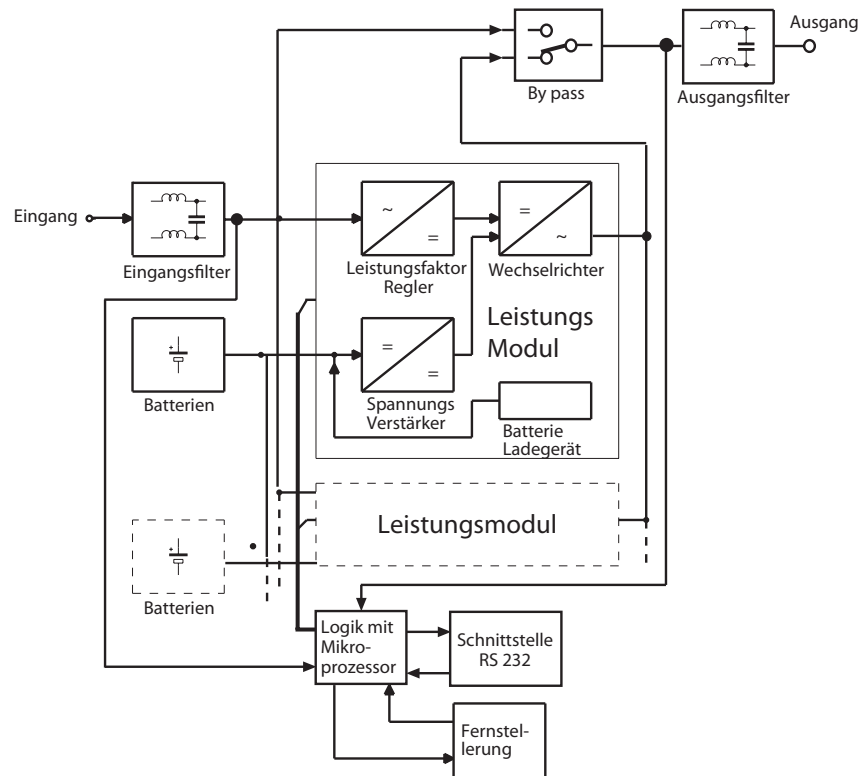 Ausgang
By pass
Ausgangsfilter
Eingang
Eingangsfilter
~
=
Leistungsfaktor
Regler
=
~
Wechselrichter
Leistungs
Modul
+
Batterien
=
=
Spannungs
Verstärker
Batterie
Ladegerät
Leistungsmodul
+
Batterien
Logik mit
Mikro-
prozessor
Schnittstelle
RS 232
Fernstel-
lerung